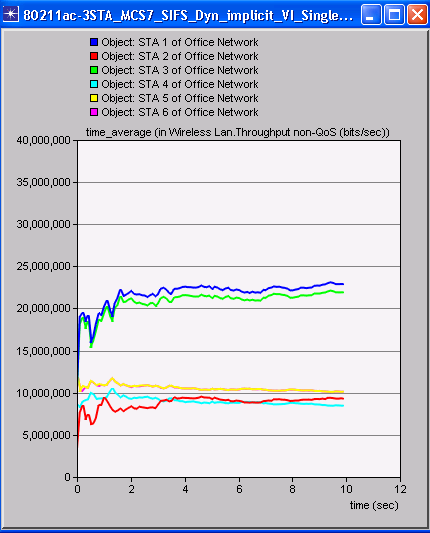 80211ac-3STA_MCS7_SIFS_Dyn_implicit_VI_Single...
Object: STA 1 of Office Network
Object: STA 2 of Office Network
Object: STA 3 of Office Network
Object: STA 4 of Office Network
Object: STA 5 of Office Network
Object: STA 6 of Office Network
time_average (in Wireless Lan.Throughput non-QoS (bits/sec))
40,000,000
35,000,000
30,000,000
25,000,000
20,000,000
15,000,000
10,000,000
5,000,000
0
0 2 4 6 8 10 12
time (sec)